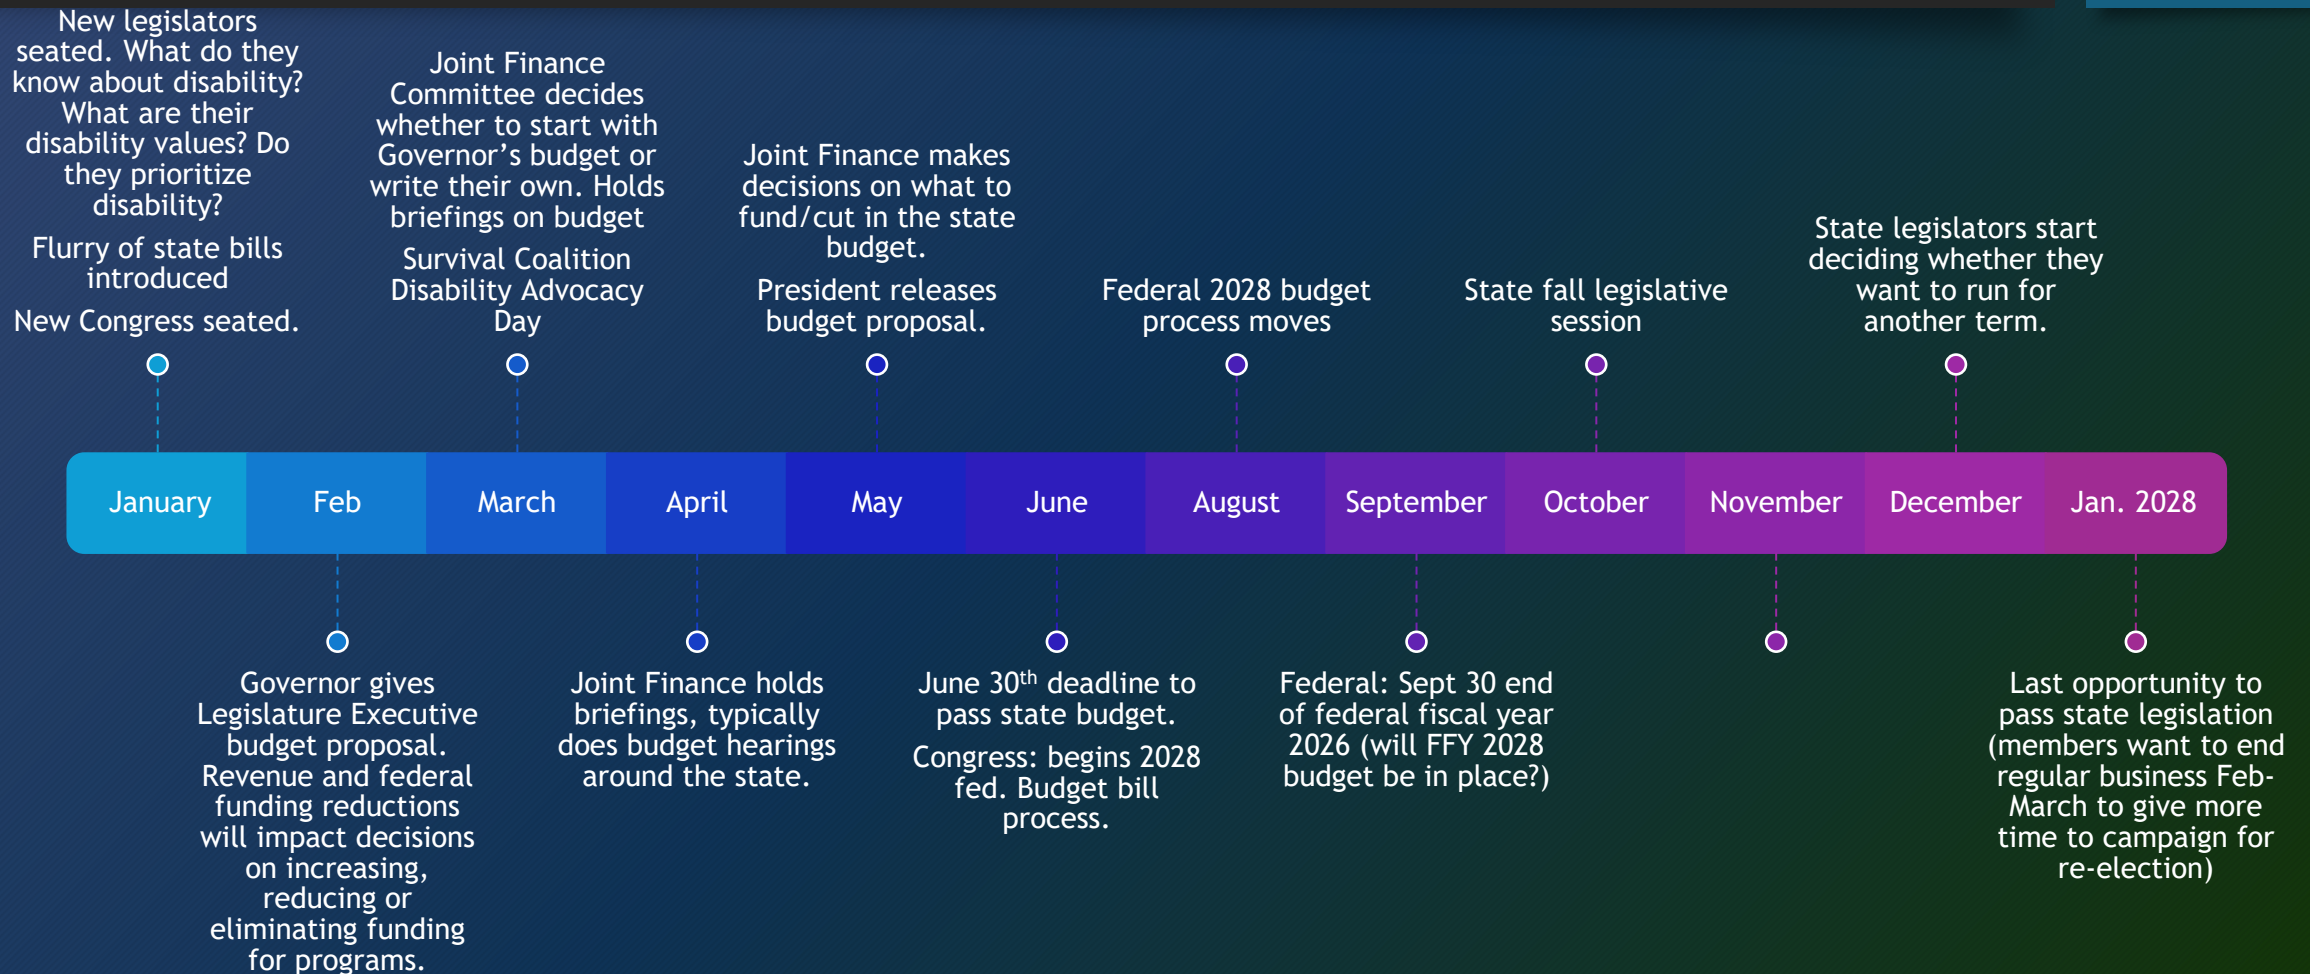 New legislators
seated. What do they
know about disability?
What are their
disability values? Do
they prioritize
disability?
Flurry of state bills
introduced
New Congress seated.
Joint Finance
Committee decides
whether to start with
Governor’s budget or
write their own. Holds
briefings on budget
Survival Coalition
Disability Advocacy
Day
Joint Finance makes
decisions on what to
fund/cut in the state
budget.
President releases
budget proposal.
Federal 2028 budget
process moves
State fall legislative
session
State legislators start
deciding whether they
want to run for
another term.
January
Feb
March
April
May
June
August
September
October
November
December
Jan. 2028
Governor gives
Legislature Executive
budget proposal.
Revenue and federal
funding reductions
will impact decisions
on increasing,
reducing or
eliminating funding
for programs.
Joint Finance holds
briefings, typically
does budget hearings
around the state.
June 30th deadline to
pass state budget.
Congress: begins 2028
fed. Budget bill
process.
Federal: Sept 30 end
of federal fiscal year
2026 (will FFY 2028
budget be in place?)
Last opportunity to
pass state legislation
(members want to end
regular business Feb-
March to give more
time to campaign for
re-election)